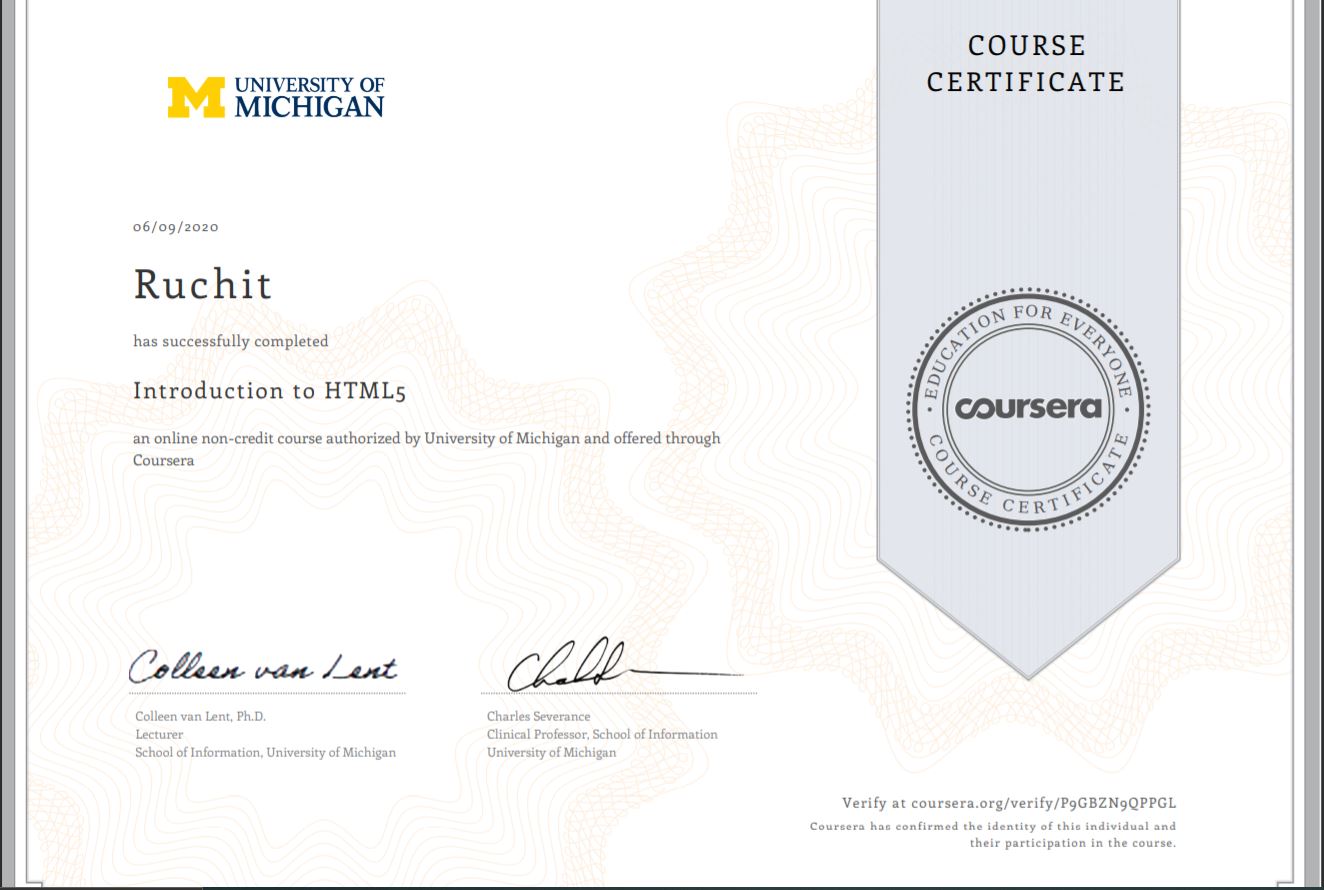 COURSE
CERTIFICATE
UNIVERSITY OF
MICHIGAN
06/09/2020
Ruchit
has successfully completed
Introduction to HTML5
an online non-credit course authorized by University of Michigan and offered through
Coursera
EDUCATION FOR EVERYONE
coursera
COURSE CERTIFICATE
Colleen van Lent
Colleen van Lent, Ph.D.
Lecturer
School of Information, University of Michigan
Charles Severance
Clinical Professor, School of Information
University of Michigan
Verify at coursera.org/verify/P9GBZN9QPPGL
Coursera has confirmed the identity of this individual and
their participation in the course.